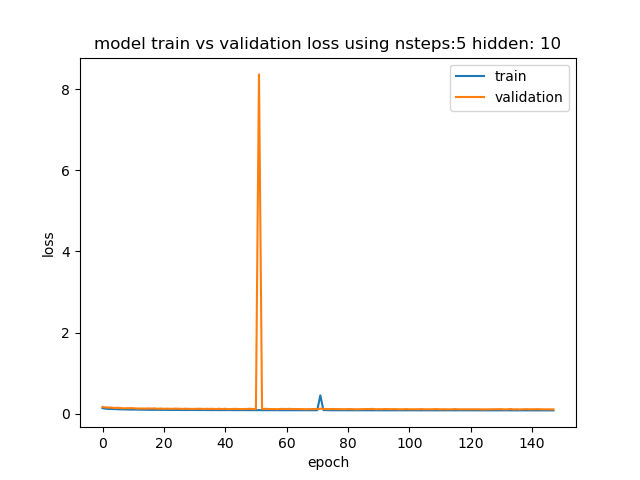 model train vs validation loss using nsteps:5 hidden: 10
train
validation
8
6
4
2
0
loss
0 20 40 60 80 100 120 140
epoch